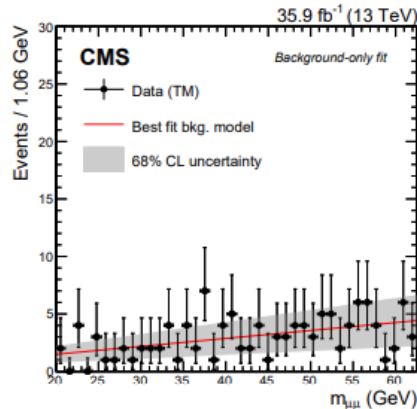 35.9 fb⁻¹ (13 TeV)
CMS
Background-only fit
Data (TM)
Best fit bkg. model
68% CL uncertainty
Events / 1.06 GeV
30
25
20
15
10
5
0
20 25 30 35 40 45 50 55 60
m_μμ (GeV)